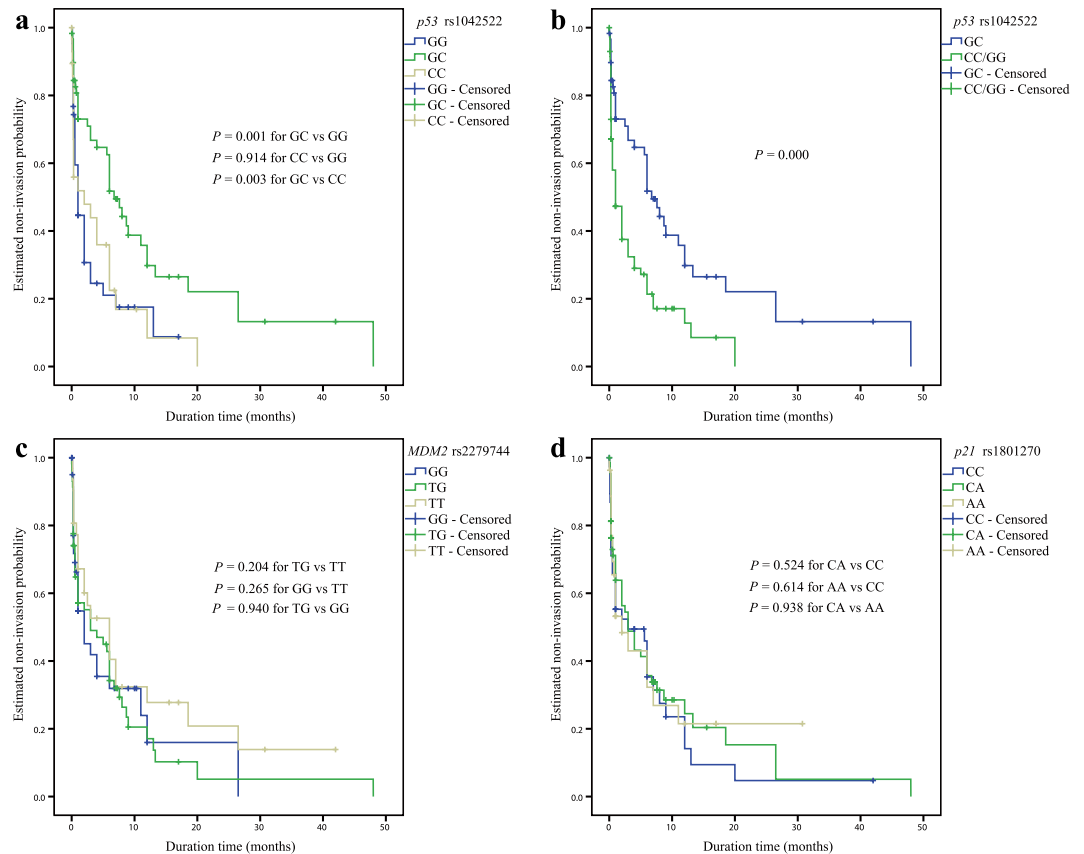 a
p53 rs1042522
GG
GC
CC
GG - Censored
GC - Censored
CC - Censored
P = 0.001 for GC vs GG
P = 0.914 for CC vs GG
P = 0.003 for GC vs CC
Estimated non-invasion probability
1.0
0.8
0.6
0.4
0.2
0.0
0
10
20
30
40
50
Duration time (months)
b
p53 rs1042522
GC
CC/GG
GC - Censored
CC/GG - Censored
P = 0.000
Estimated non-invasion probability
1.0
0.8
0.6
0.4
0.2
0.0
0
10
20
30
40
50
Duration time (months)
c
MDM2 rs2279744
GG
TG
TT
GG - Censored
TG - Censored
TT - Censored
P = 0.204 for TG vs TT
P = 0.265 for GG vs TT
P = 0.940 for TG vs GG
Estimated non-invasion probability
1.0
0.8
0.6
0.4
0.2
0.0
0
10
20
30
40
50
Duration time (months)
d
p21 rs1801270
CC
CA
AA
CC - Censored
CA - Censored
AA - Censored
P = 0.524 for CA vs CC
P = 0.614 for AA vs CC
P = 0.938 for CA vs AA
Estimated non-invasion probability
1.0
0.8
0.6
0.4
0.2
0.0
0
10
20
30
40
50
Duration time (months)